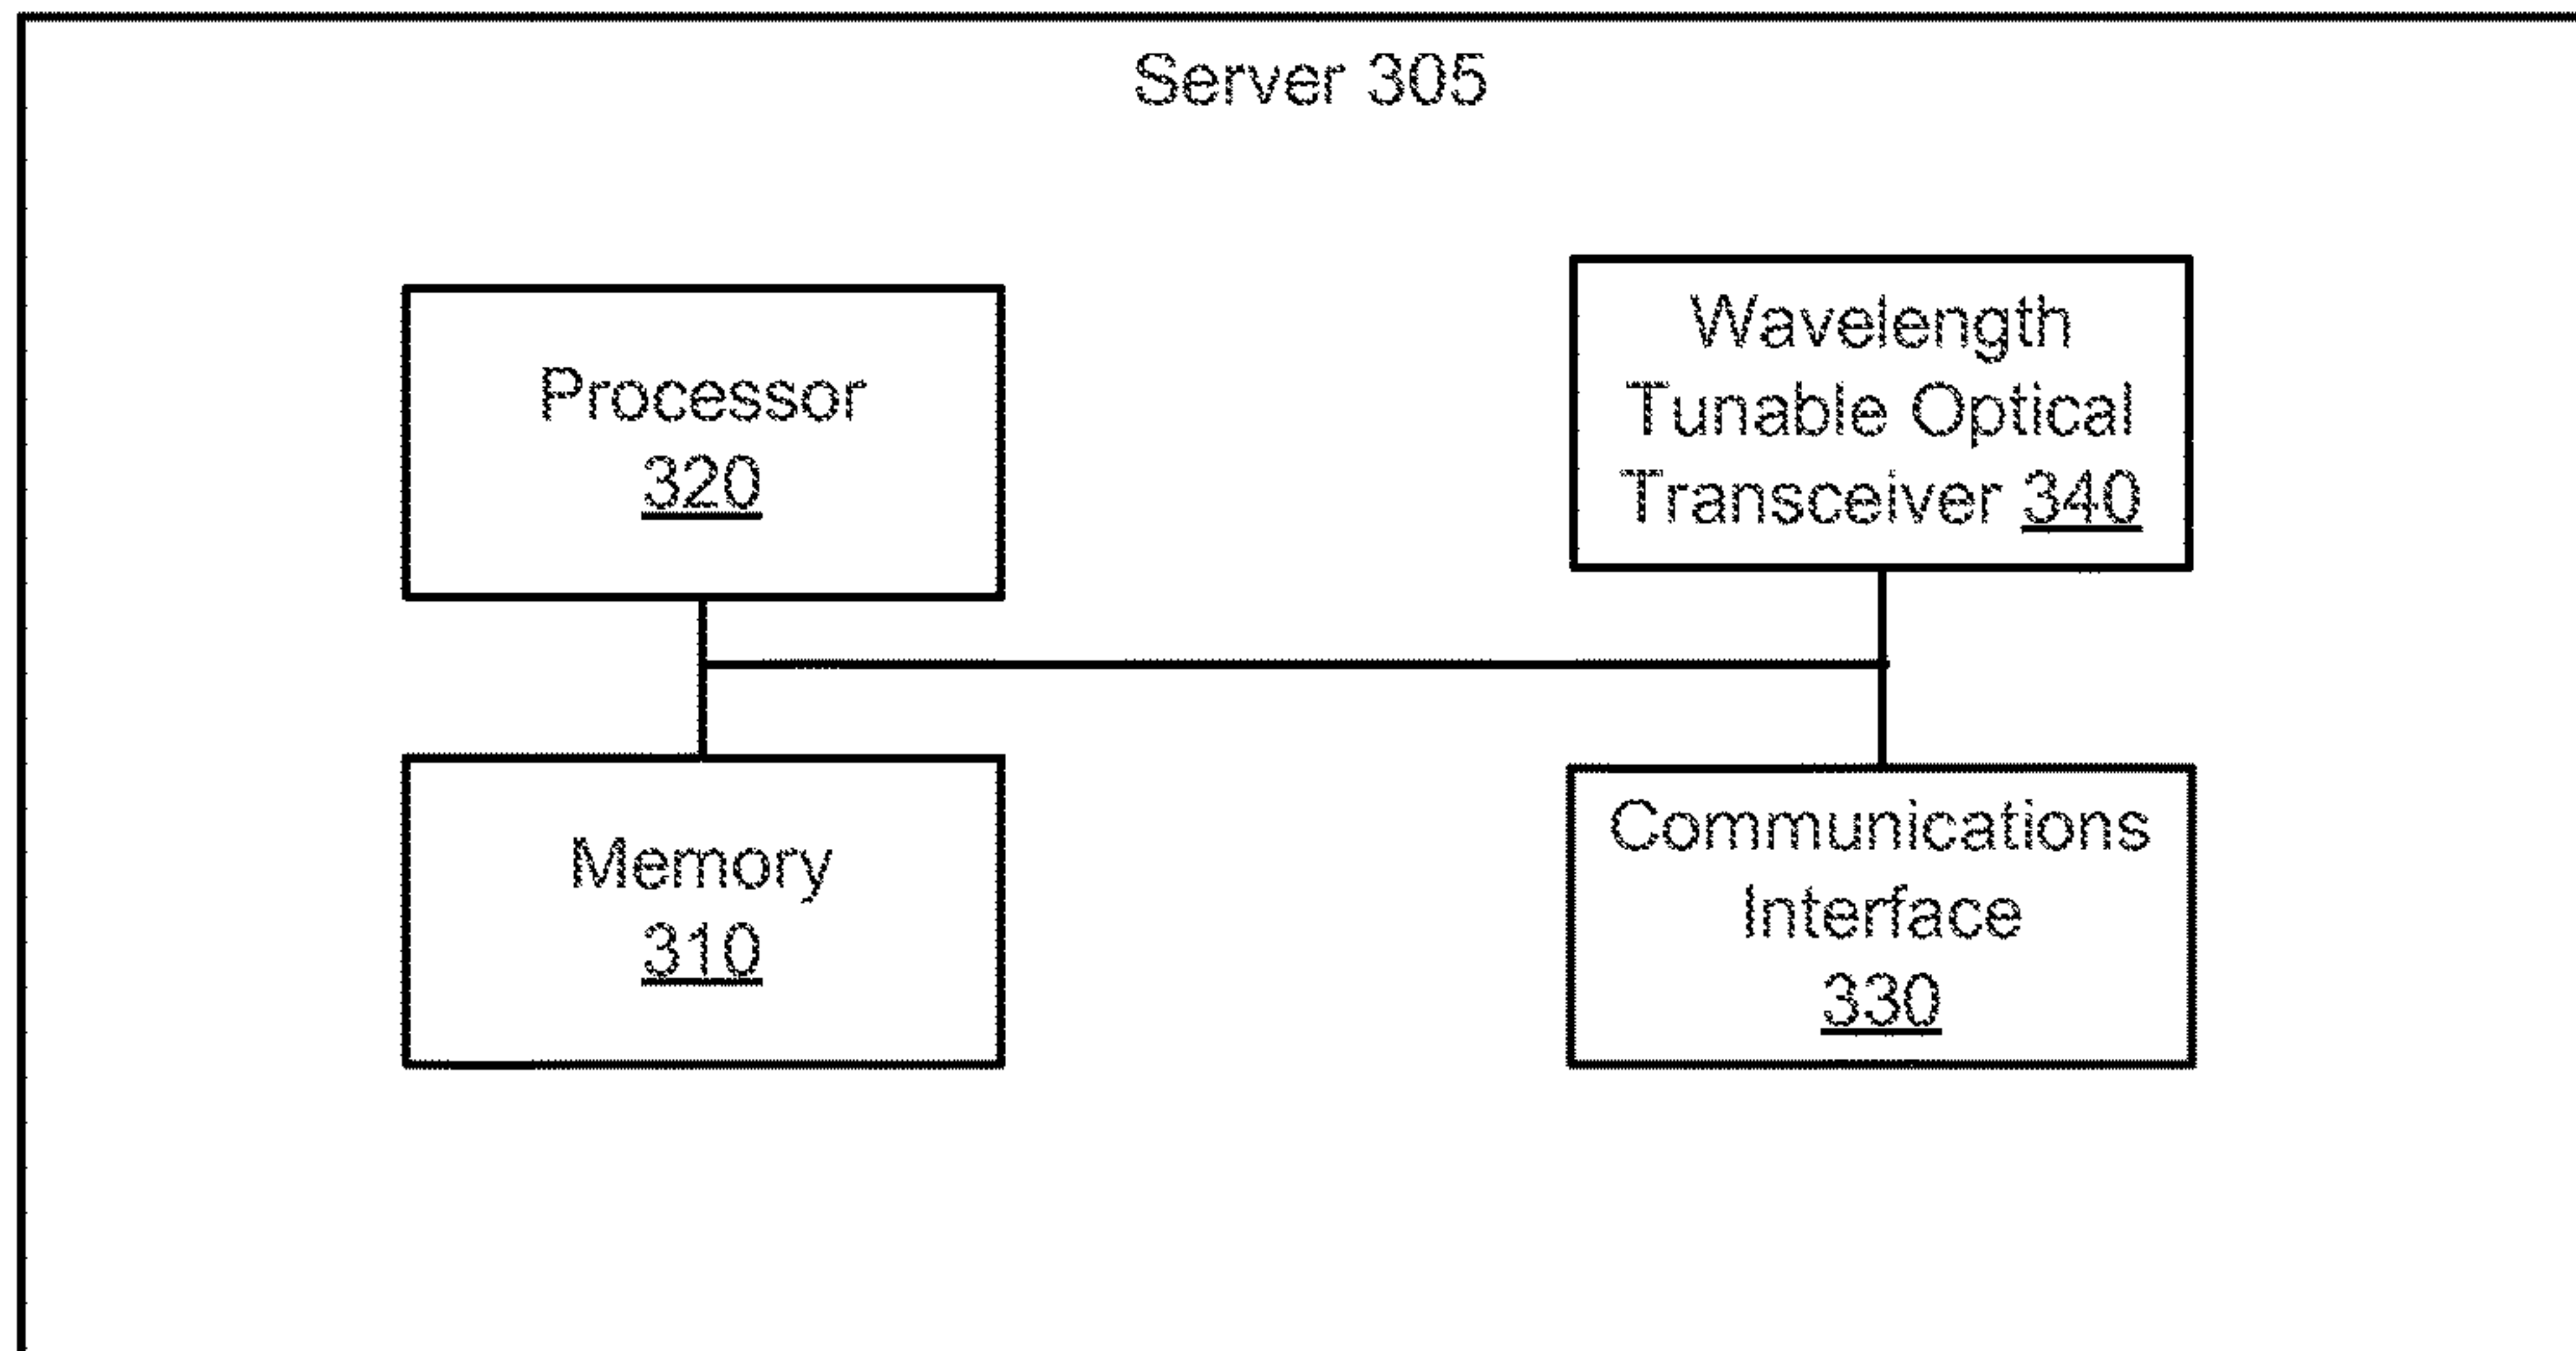 Server 305
Processor
320
Wavelength
Tunable Optical
Transceiver 340
Memory
310
Communications
Interface
330